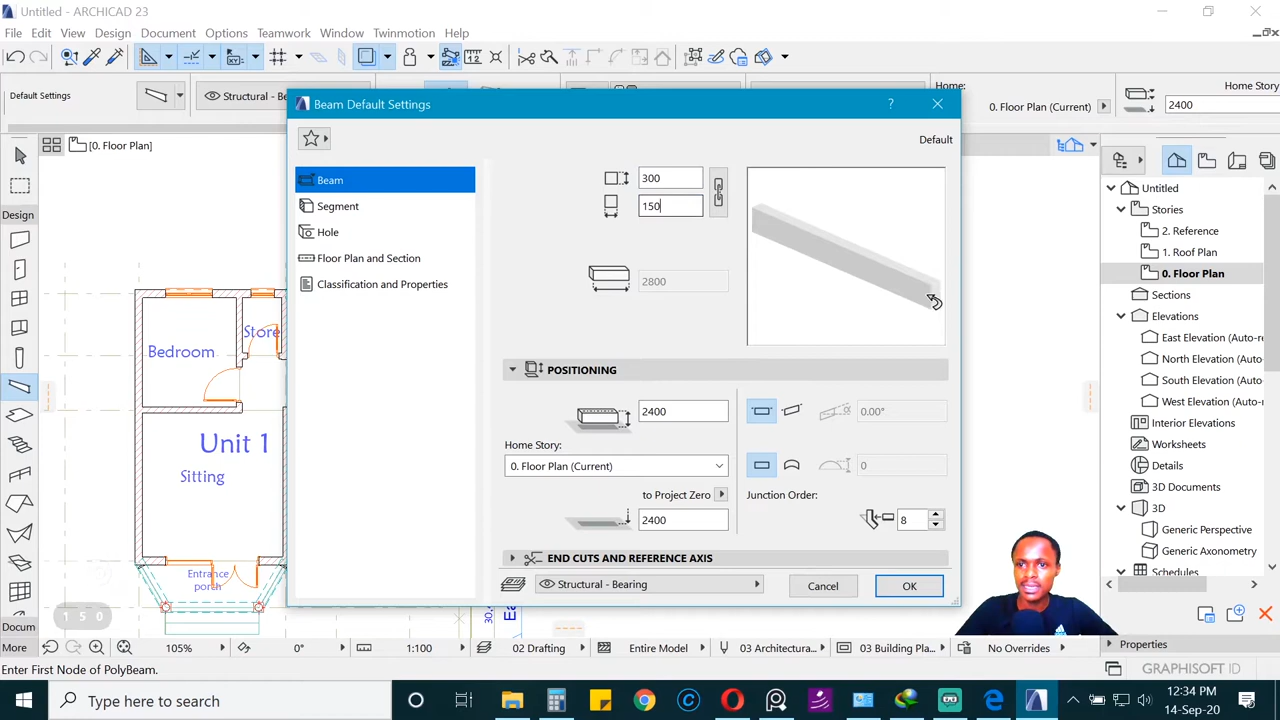 Untitled - ARCHICAD 23
File Edit View Design Document Options Teamwork Window Twinmotion Help
Default Settings
Structural - Be
Home:
0. Floor Plan (Current)
Home Story
2400
[0. Floor Plan]
Beam Default Settings
?
Default
Beam
Segment
Hole
Floor Plan and Section
Classification and Properties
300
150
2800
POSITIONING
2400
0.00°
Home Story:
0. Floor Plan (Current)
0
to Project Zero
Junction Order:
2400
8
END CUTS AND REFERENCE AXIS
Structural - Bearing
Cancel
OK
Design
Docum
More
Bedroom
Store
Unit 1
Sitting
Entrance
porch
1 5 0
Untitled
Stories
2. Reference
1. Roof Plan
0. Floor Plan
Sections
Elevations
East Elevation (Auto-re
North Elevation (Auto-
South Elevation (Auto-
West Elevation (Auto-r
Interior Elevations
Worksheets
Details
3D Documents
3D
Generic Perspective
Generic Axonometry
Schedules
Properties
105%
0°
1:100
02 Drafting
Entire Model
03 Architectura...
03 Building Pla...
No Overrides
Enter First Node of PolyBeam.
GRAPHISOFT ID
Type here to search
12:34 PM
14-Sep-20